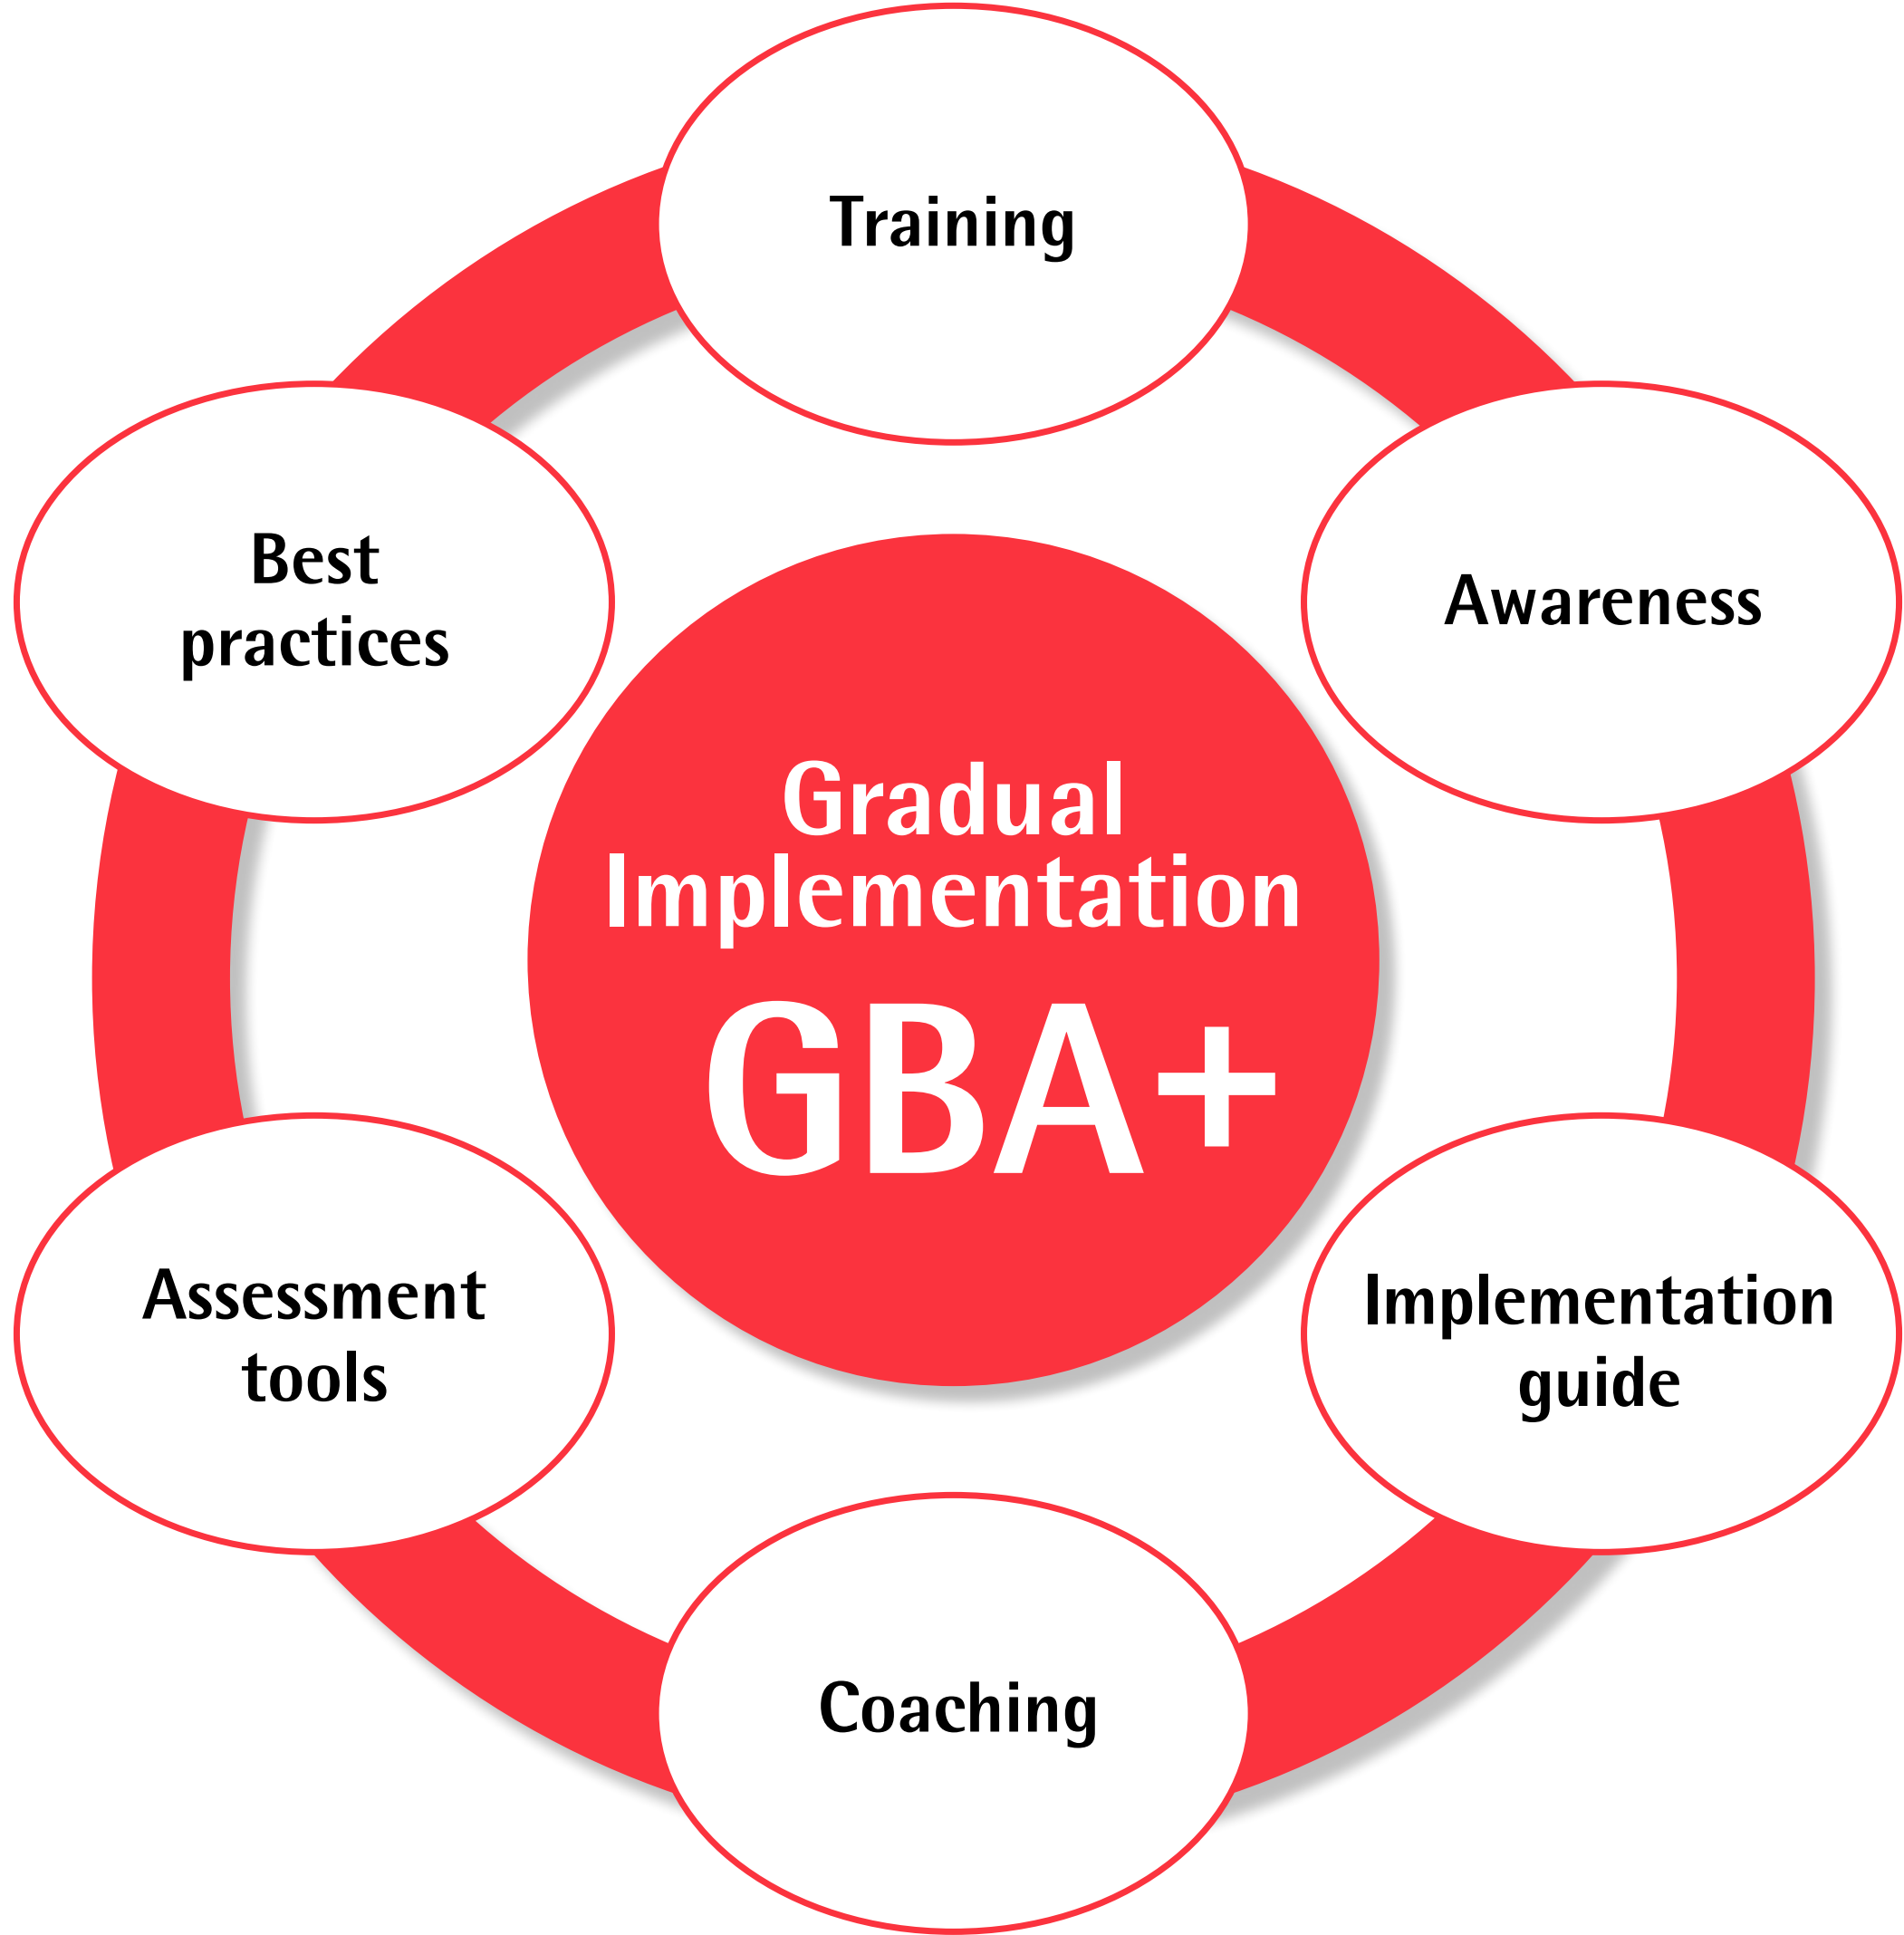 Training
Awareness
Implementation
guide
Coaching
Assessment
tools
Best
practices
Gradual
Implementation
GBA+